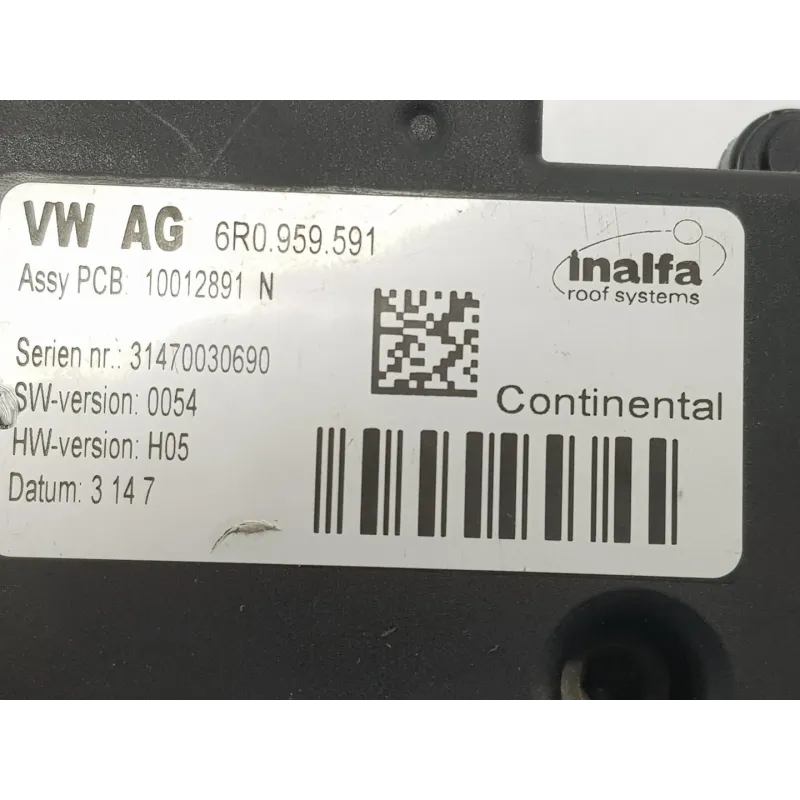 VW AG 6R0.959.591
inalfa
roof systems
Assy PCB: 10012891 N
Serien nr.: 31470030690
SW-version: 0054
Continental
HW-version: H05
Datum: 3 14 7